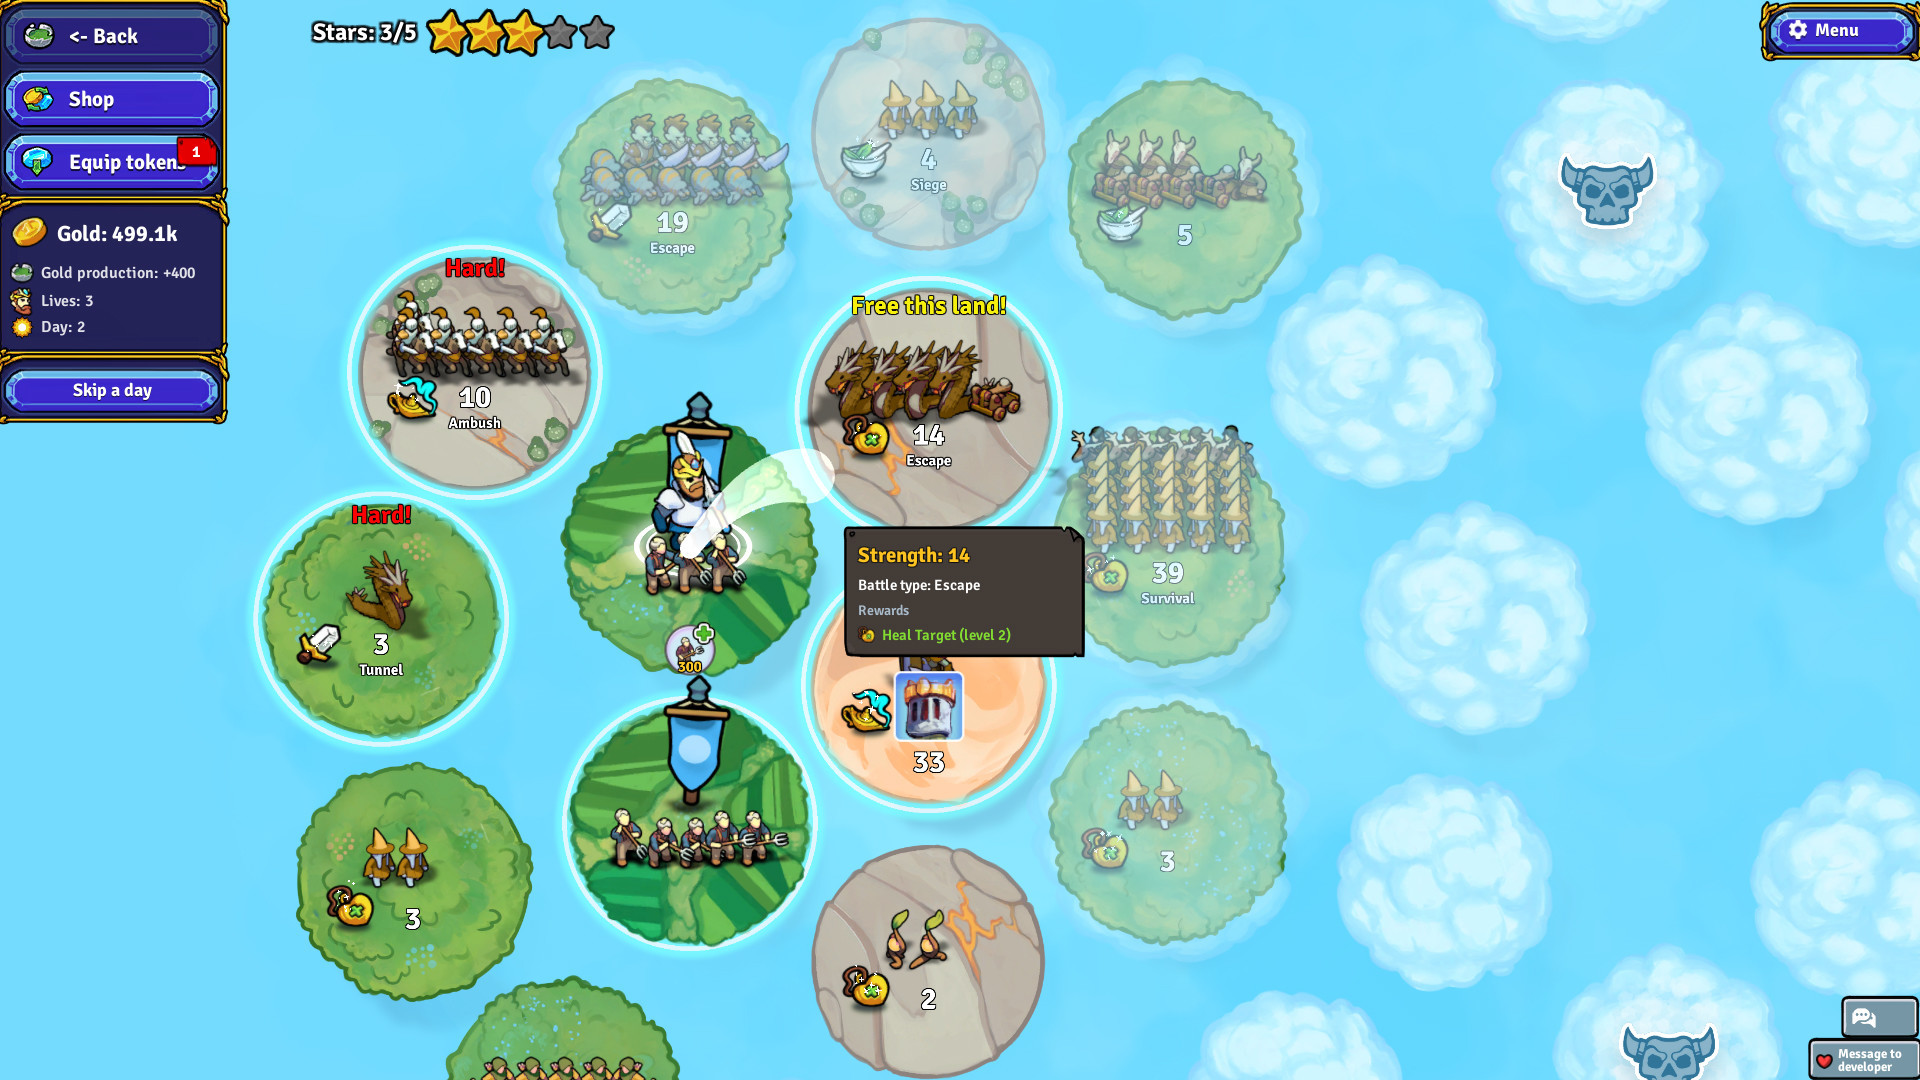 <- Back
Shop
Equip tokens
1
Gold: 499.1k
Gold production: +400
Lives: 3
Day: 2
Skip a day
Stars: 3/5
Menu
19
Escape
4
Siege
5
Hard!
10
Ambush
Free this land!
14
Escape
Hard!
3
Tunnel
300
Strength: 14
Battle type: Escape
Rewards
Heal Target (level 2)
39
Survival
33
3
3
2
Message to
developer